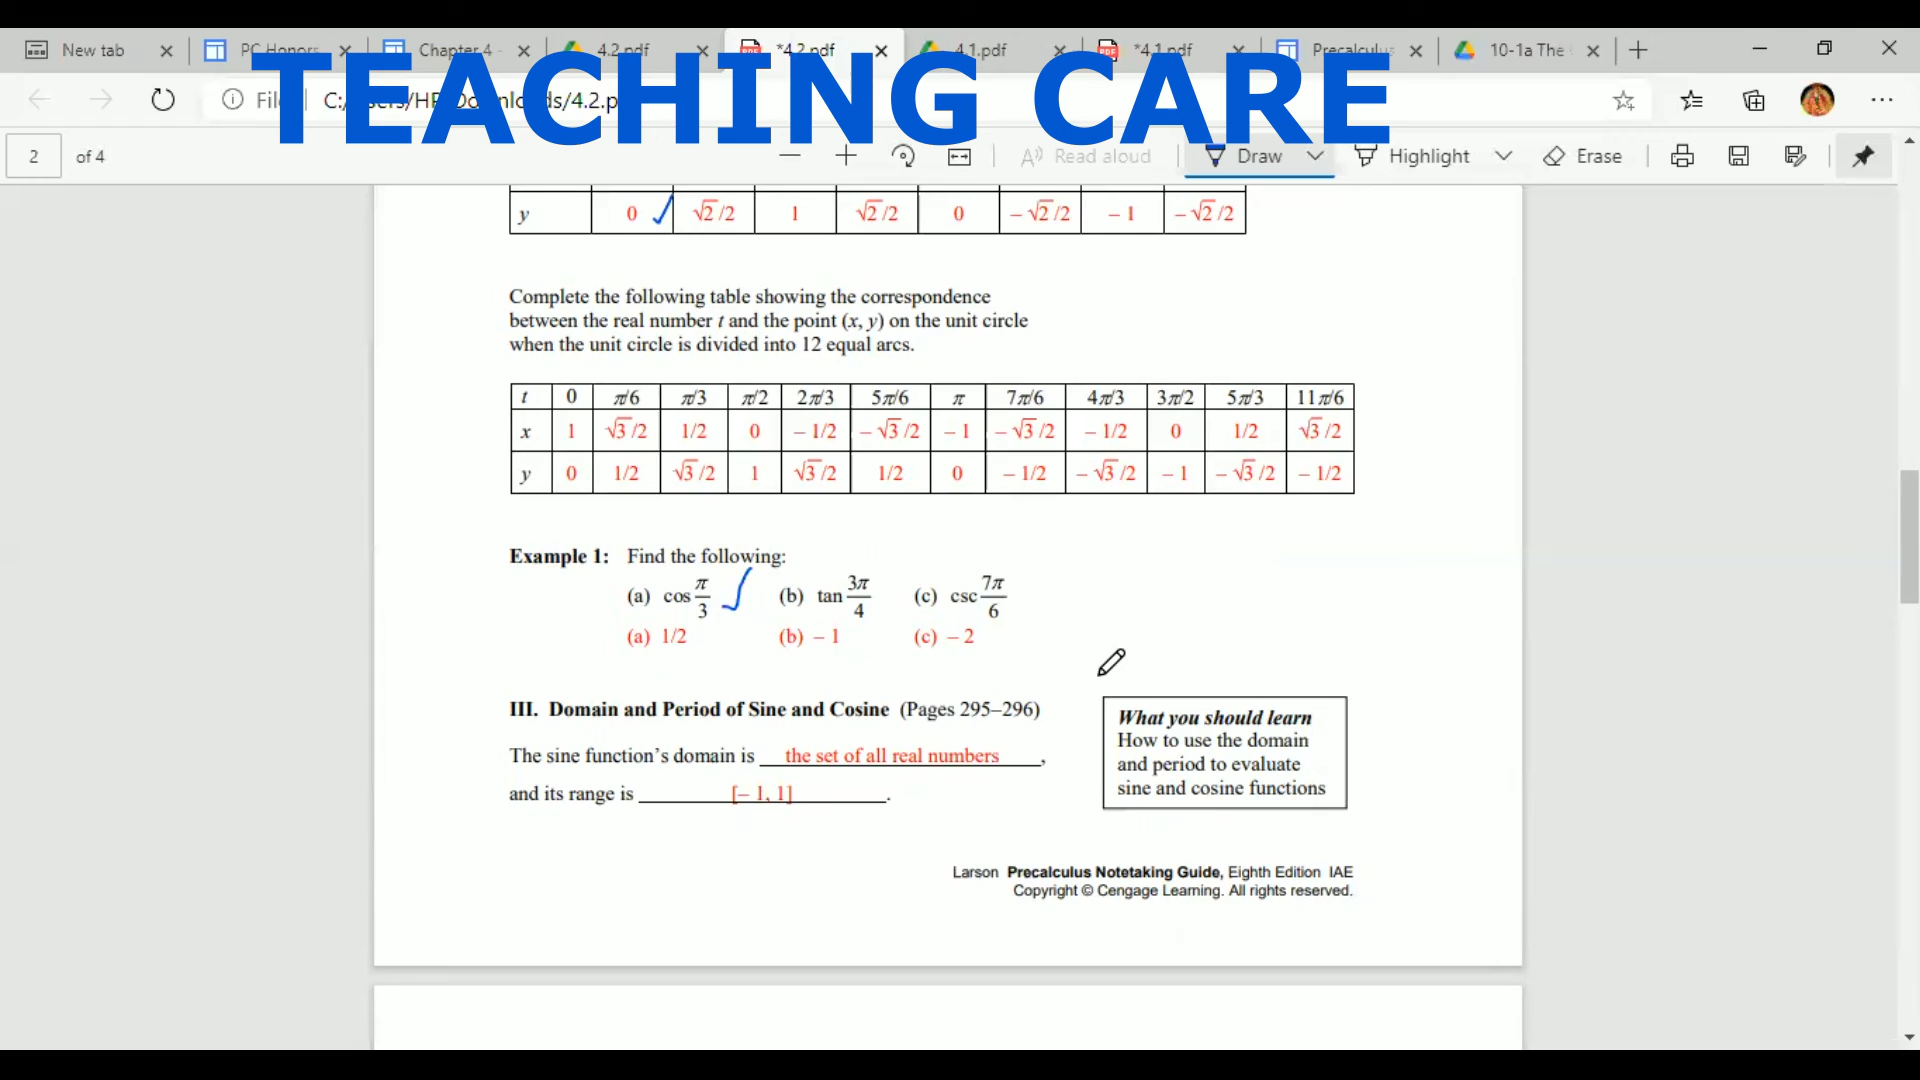 New tab
PC Honors
Chapter 4 -
4.2.pdf
*4.2.pdf
4.1.pdf
*4.1.pdf
Precalculus
10-1a The
TEACHING CARE
2 of 4
Read aloud
Draw
Highlight
Erase
y 0 √2/2 1 √2/2 0 – √2/2 – 1 – √2/2
Complete the following table showing the correspondence
between the real number t and the point (x, y) on the unit circle
when the unit circle is divided into 12 equal arcs.
t 0 π/6 π/3 π/2 2π/3 5π/6 π 7π/6 4π/3 3π/2 5π/3 11π/6
x 1 √3/2 1/2 0 – 1/2 – √3/2 – 1 – √3/2 – 1/2 0 1/2 √3/2
y 0 1/2 √3/2 1 √3/2 1/2 0 – 1/2 – √3/2 – 1 – √3/2 – 1/2
Example 1: Find the following:
(a) cos π/3 (b) tan 3π/4 (c) csc 7π/6
(a) 1/2 (b) – 1 (c) – 2
III. Domain and Period of Sine and Cosine (Pages 295–296)
The sine function’s domain is the set of all real numbers ,
and its range is [– 1, 1] .
What you should learn
How to use the domain
and period to evaluate
sine and cosine functions
Larson Precalculus Notetaking Guide, Eighth Edition IAE
Copyright © Cengage Learning. All rights reserved.